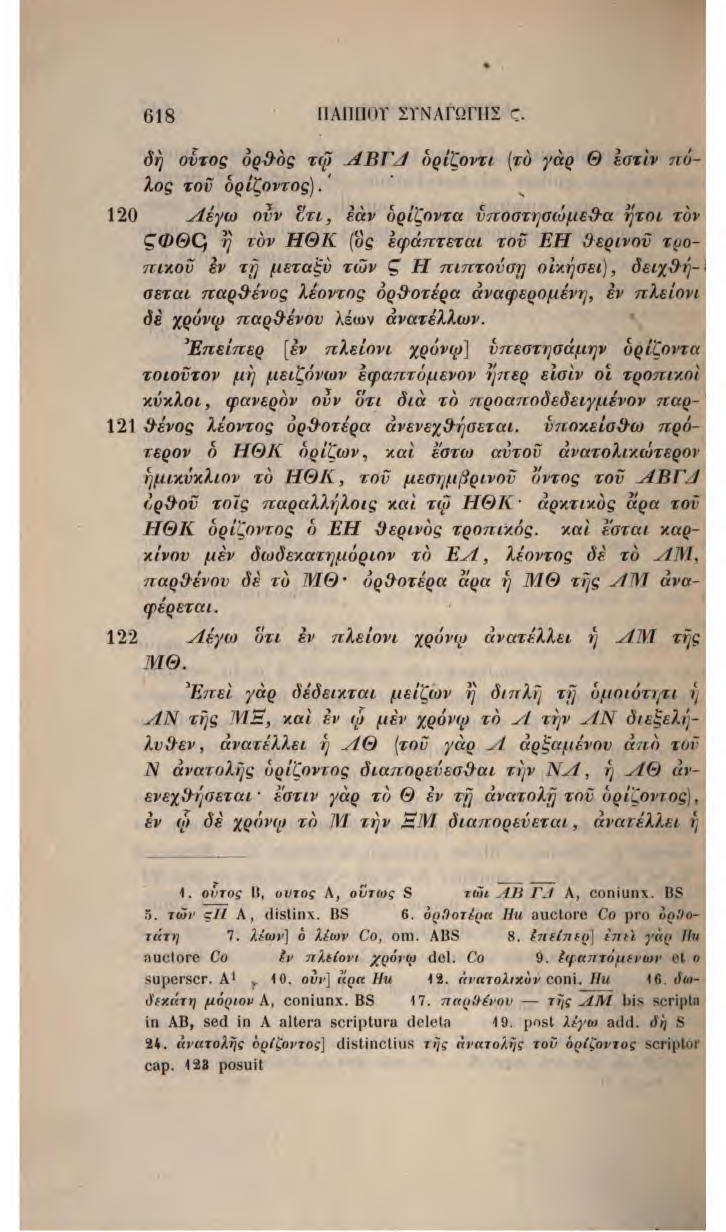 618 ΠΑΠΠΟΥ ΣΥΝΑΓΩΓΗΣ ϛ.
δὴ οὗτος ὀρθὸς τῷ ΑΒΓΔ ὁρίζοντι (τὸ γὰρ Θ ἐστὶν πό-
λος τοῦ ὁρίζοντος).
120 Λέγω οὖν ὅτι, ἐὰν ὁρίζοντα ὑποστησώμεθα ἤτοι τὸν
ϚΦΘϤ ἢ τὸν ΗΘΚ (ὃς ἐφάπτεται τοῦ ΕΗ θερινοῦ τρο-
πικοῦ ἐν τῇ μεταξὺ τῶν Ϛ Η πιπτούσῃ οἰκήσει), δειχθή-
σεται παρθένος λέοντος ὀρθοτέρα ἀναφερομένη, ἐν πλείονι
δὲ χρόνῳ παρθένου λέων ἀνατέλλων.
Ἐπείπερ [ἐν πλείονι χρόνῳ] ὑπεστησάμην ὁρίζοντα
τοιοῦτον μὴ μειζόνων ἐφαπτόμενον ἤπερ εἰσὶν οἱ τροπικοὶ
κύκλοι, φανερὸν οὖν ὅτι διὰ τὸ προαποδεδειγμένον παρ-
121 θένος λέοντος ὀρθοτέρα ἀνενεχθήσεται. ὑποκείσθω πρό-
τερον ὁ ΗΘΚ ὁρίζων, καὶ ἔστω αὐτοῦ ἀνατολικώτερον
ἡμικύκλιον τὸ ΗΘΚ, τοῦ μεσημβρινοῦ ὄντος τοῦ ΑΒΓΔ
ὀρθοῦ τοῖς παραλλήλοις καὶ τῷ ΗΘΚ· ἀρκτικὸς ἄρα τοῦ
ΗΘΚ ὁρίζοντος ὁ ΕΗ θερινὸς τροπικός. καὶ ἔσται καρ-
κίνου μὲν δωδεκατημόριον τὸ ΕΛ, λέοντος δὲ τὸ ΛΜ,
παρθένου δὲ τὸ ΜΘ· ὀρθοτέρα ἄρα ἡ ΜΘ τῆς ΛΜ ἀνα-
φέρεται.
122 Λέγω ὅτι ἐν πλείονι χρόνῳ ἀνατέλλει ἡ ΛΜ τῆς
ΜΘ.
Ἐπεὶ γὰρ δέδεικται μείζων ἢ διπλῆ τῇ ὁμοιότητι ἡ
ΛΝ τῆς ΜΞ, καὶ ἐν ᾧ μὲν χρόνῳ τὸ Λ τὴν ΛΝ διεξελή-
λυθεν, ἀνατέλλει ἡ ΛΘ (τοῦ γὰρ Λ ἀρξαμένου ἀπὸ τοῦ
Ν ἀνατολῆς ὁρίζοντος διαπορεύεσθαι τὴν ΝΛ, ἡ ΛΘ ἀν-
ενεχθήσεται· ἔστιν γὰρ τὸ Θ ἐν τῇ ἀνατολῇ τοῦ ὁρίζοντος),
ἐν ᾧ δὲ χρόνῳ τὸ Μ τὴν ΞΜ διαπορεύεται, ἀνατέλλει ἡ
1. οὗτος B, ουτος A, οὕτως S τῶι ΑΒ ΓΔ A, coniunx. BS
5. τῶν ϛΗ A, distinx. BS 6. ὀρθοτέρα Hu auctore Co pro ὀρθο-
τάτη 7. λέων] ὁ λέων Co, om. ABS 8. ἐπείπερ] ἐπεὶ γὰρ Hu
auctore Co ἐν πλείονι χρόνῳ del. Co 9. ἐφαπτόμενων et ο
superscr. A¹ 10. οὖν] ἄρα Hu 12. ἀνατολικὸν coni. Hu 16. δω-
δεκάτη μόριον A, coniunx. BS 17. παρθένου — τῆς ΛΜ bis scripta
in AB, sed in A altera scriptura deleta 19. post λέγω add. δὴ S
24. ἀνατολῆς ὁρίζοντος] distinctius τῆς ἀνατολῆς τοῦ ὁρίζοντος scriptor
cap. 123 posuit